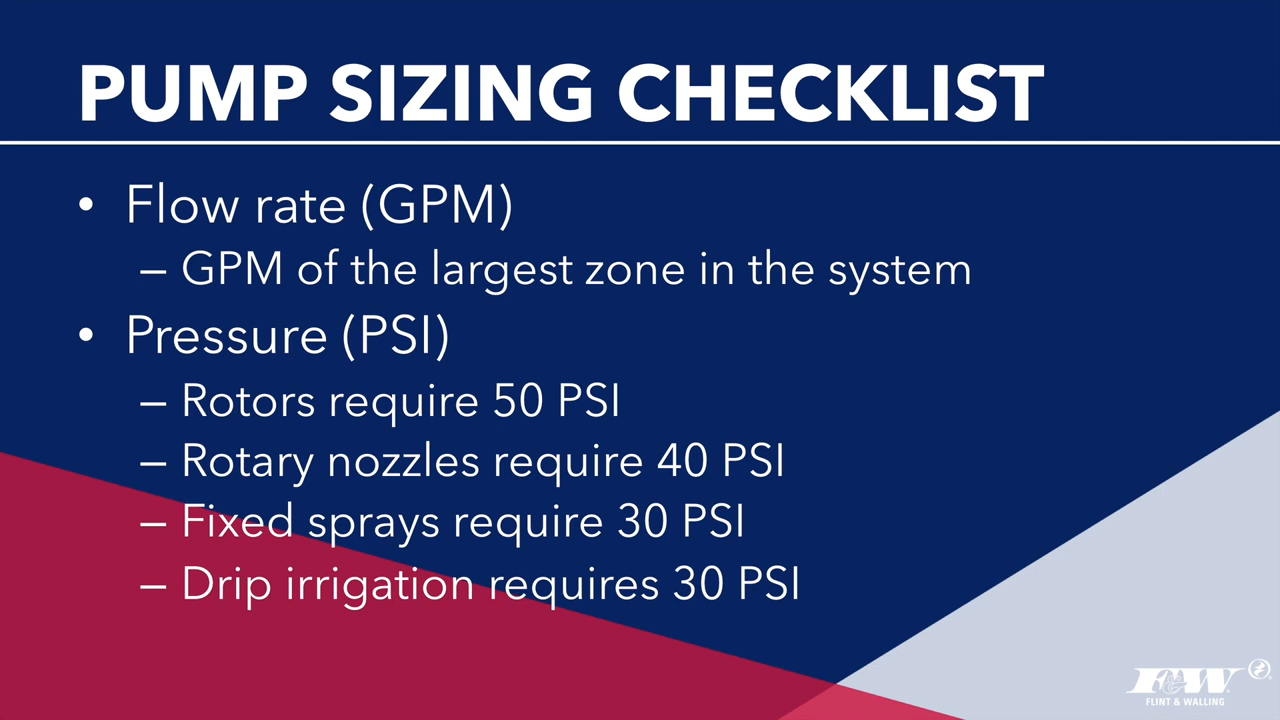 PUMP SIZING CHECKLIST
• Flow rate (GPM)
– GPM of the largest zone in the system
• Pressure (PSI)
– Rotors require 50 PSI
– Rotary nozzles require 40 PSI
– Fixed sprays require 30 PSI
– Drip irrigation requires 30 PSI
F&W
FLINT & WALLING